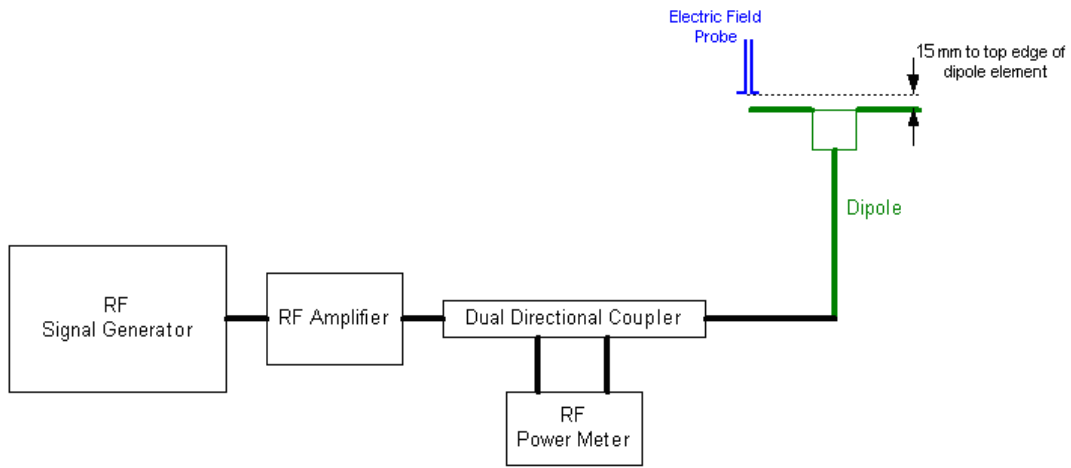 Electric Field
Probe
15 mm to top edge of
dipole element
Dipole
RF
Signal Generator
RF Amplifier
Dual Directional Coupler
RF
Power Meter